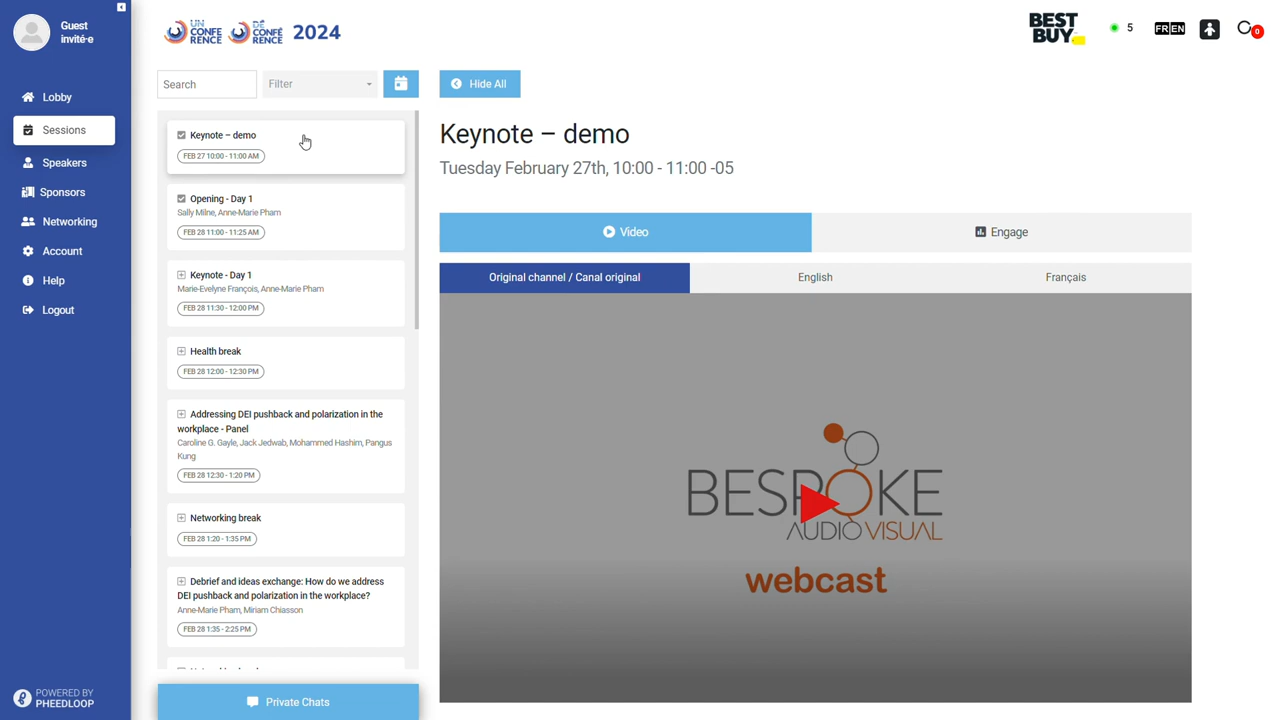 Guest
invité·e
Lobby
Sessions
Speakers
Sponsors
Networking
Account
Help
Logout
POWERED BY
PHEEDLOOP
UN
CONFE
RENCE
DÉ
CONFÉ
RENCE
2024
BEST
BUY
5
FR EN
0
Search
Filter
Hide All
Keynote – demo
FEB 27 10:00 - 11:00 AM
Opening - Day 1
Sally Milne, Anne-Marie Pham
FEB 28 11:00 - 11:25 AM
Keynote - Day 1
Marie-Evelyne François, Anne-Marie Pham
FEB 28 11:30 - 12:00 PM
Health break
FEB 28 12:00 - 12:30 PM
Addressing DEI pushback and polarization in the
workplace - Panel
Caroline G. Gayle, Jack Jedwab, Mohammed Hashim, Pangus
Kung
FEB 28 12:30 - 1:20 PM
Networking break
FEB 28 1:20 - 1:35 PM
Debrief and ideas exchange: How do we address
DEI pushback and polarization in the workplace?
Anne-Marie Pham, Miriam Chiasson
FEB 28 1:35 - 2:25 PM
Private Chats
Keynote – demo
Tuesday February 27th, 10:00 - 11:00 -05
Video
Engage
Original channel / Canal original
English
Français
BESPOKE
AUDIOVISUAL
webcast